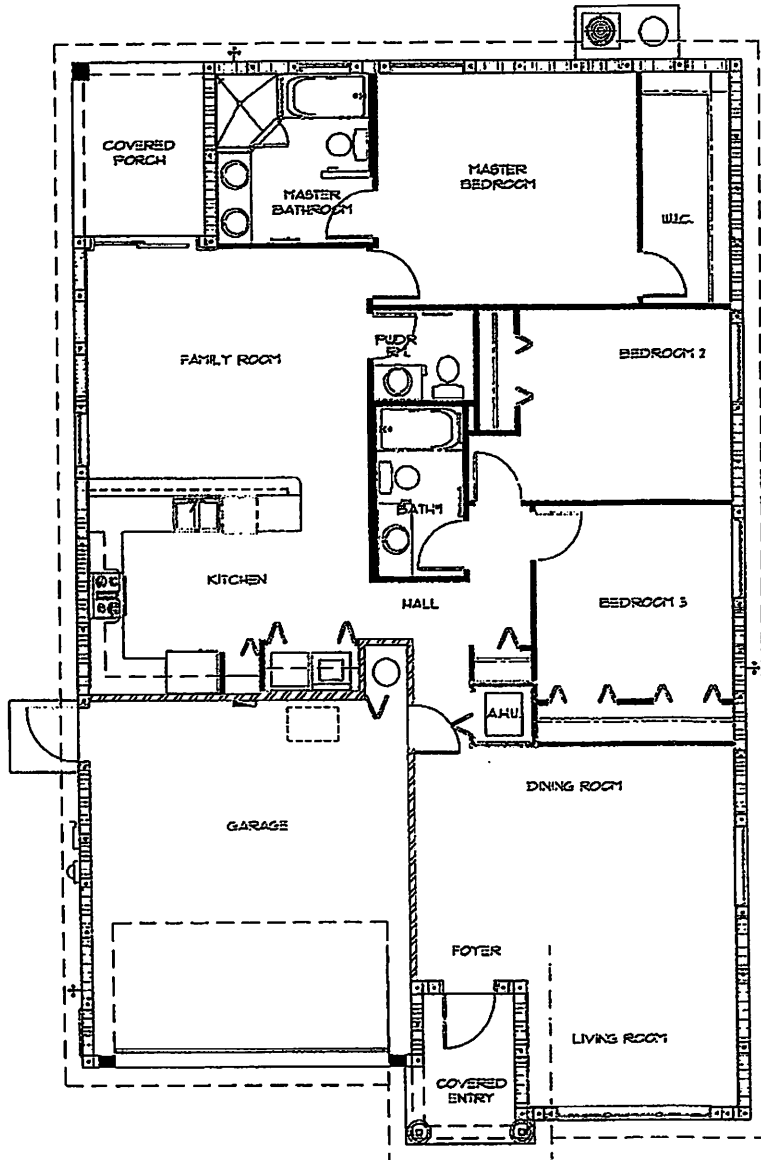 COVERED
PORCH
MASTER
BATHROOM
MASTER
BEDROOM
W.I.C.
FAMILY ROOM
PWDR
RM.
BEDROOM 2
BATH
KITCHEN
HALL
BEDROOM 3
A.H.U.
DINING ROOM
GARAGE
FOYER
LIVING ROOM
COVERED
ENTRY